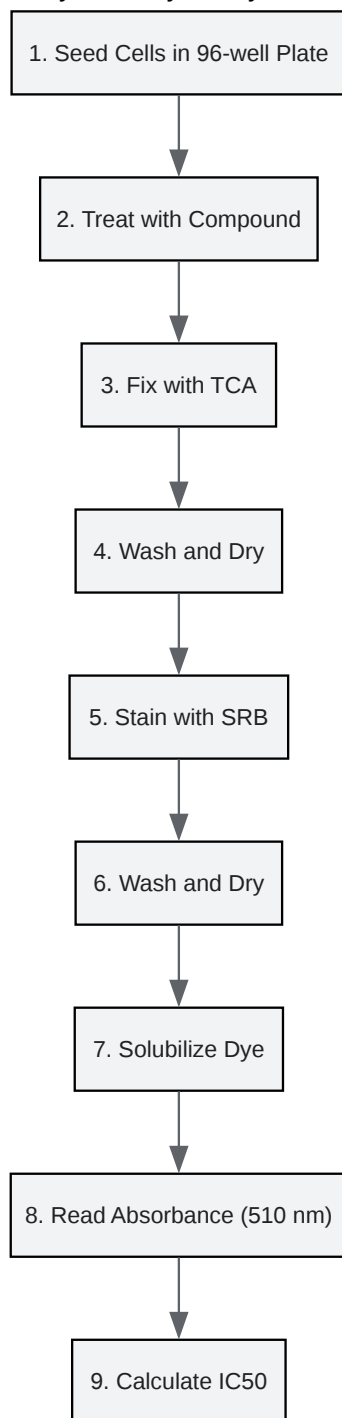 1. Seed Cells in 96-well Plate
2. Treat with Compound
3. Fix with TCA
4. Wash and Dry
5. Stain with SRB
6. Wash and Dry
7. Solubilize Dye
8. Read Absorbance (510 nm)
9. Calculate IC50